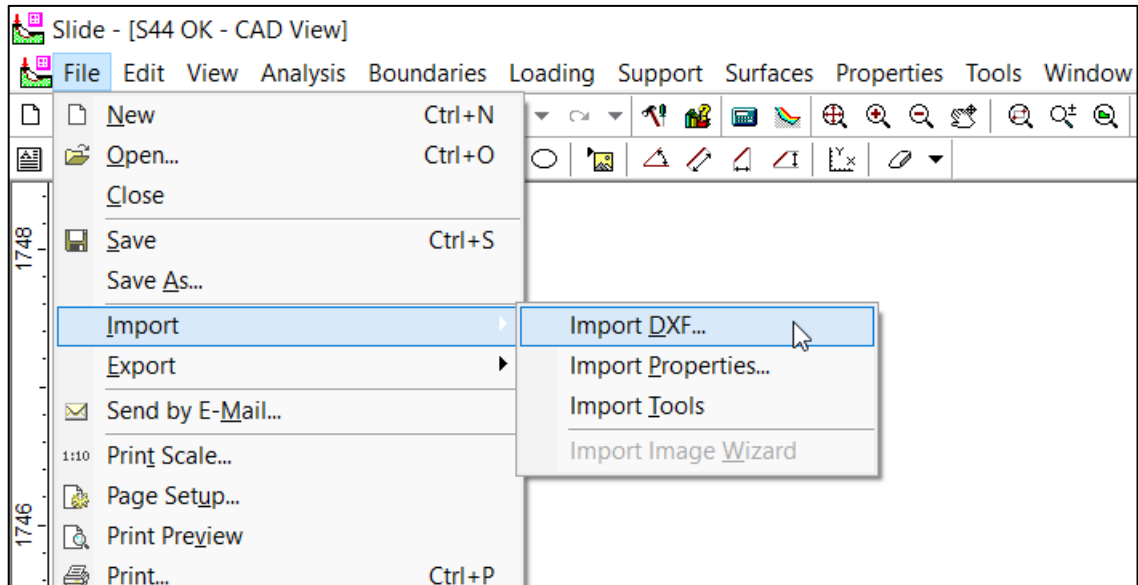 Slide - [S44 OK - CAD View]
File Edit View Analysis Boundaries Loading Support Surfaces Properties Tools Window
New Ctrl+N
Open... Ctrl+O
Close
1748
Save Ctrl+S
Save As...
Import
Import DXF...
Export
Import Properties...
Send by E-Mail...
Import Tools
1:10 Print Scale...
Import Image Wizard
Page Setup...
1746
Print Preview
Print... Ctrl+P